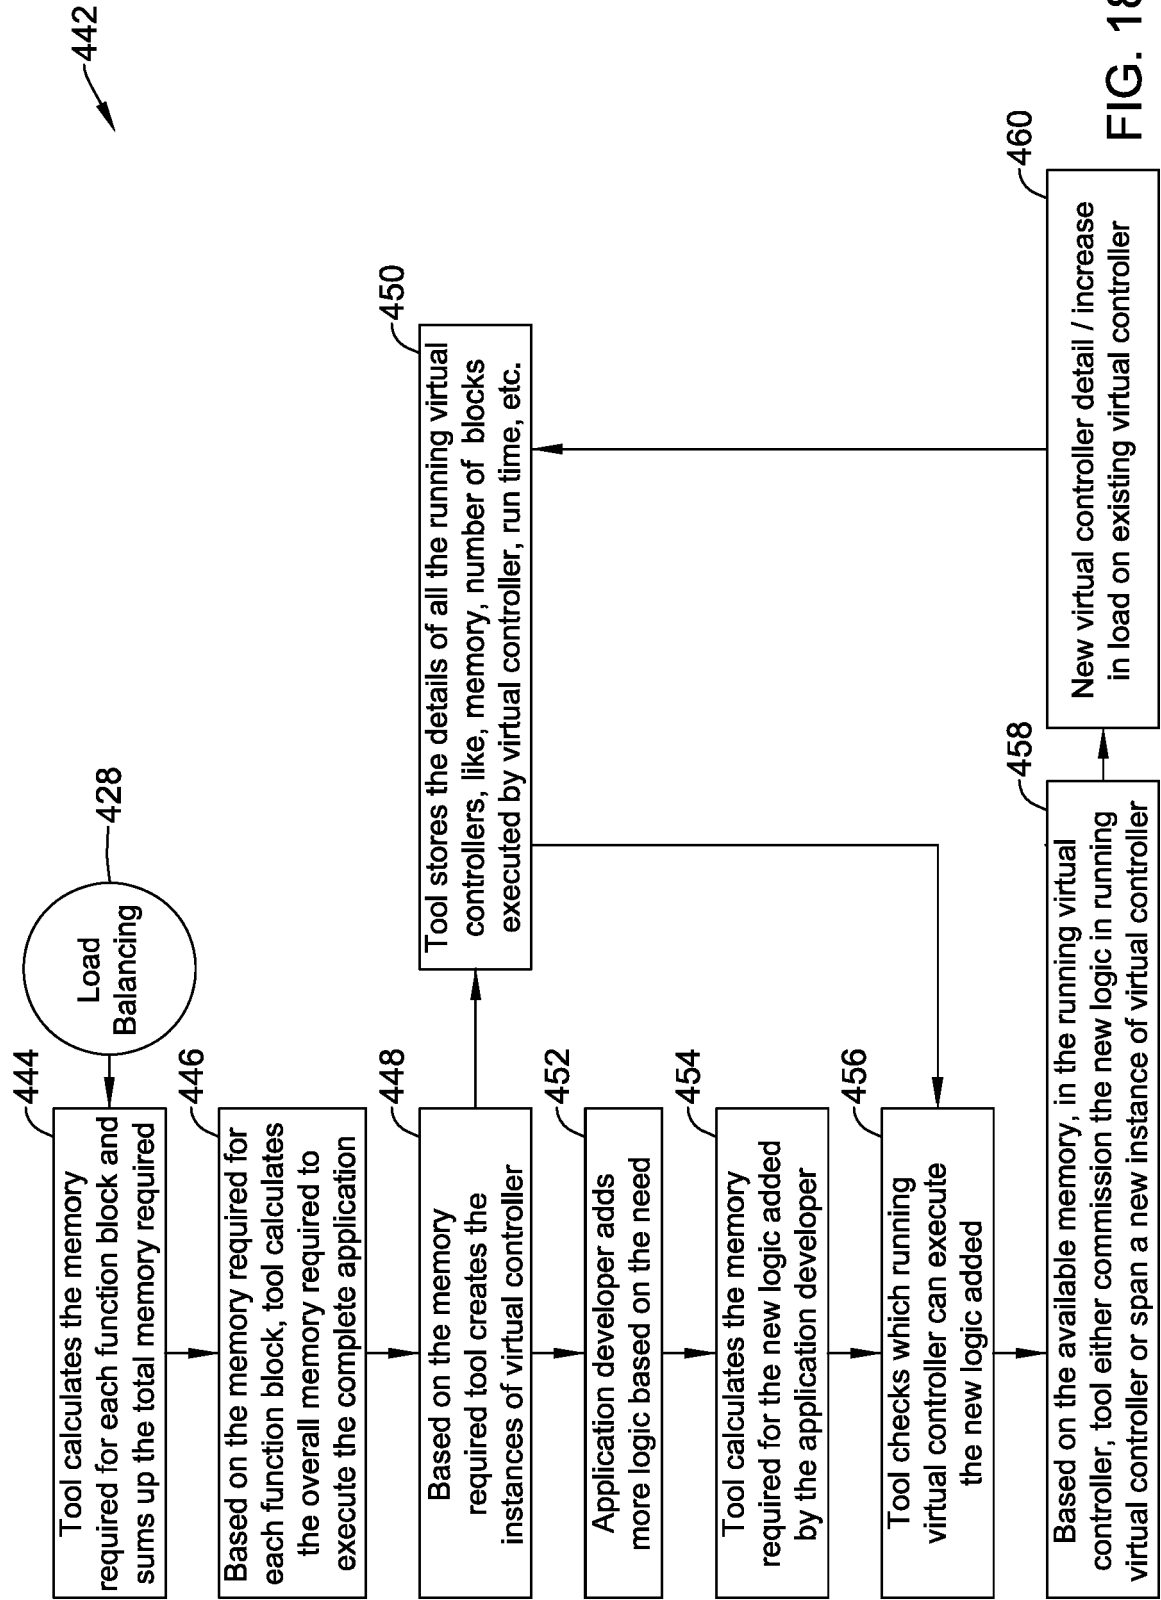 442
428
Load
Balancing
444
Tool calculates the memory
required for each function block and
sums up the total memory required
446
Based on the memory required for
each function block, tool calculates
the overall memory required to
execute the complete application
448
Based on the memory
required tool creates the
instances of virtual controller
450
Tool stores the details of all the running virtual
controllers, like, memory, number of blocks
executed by virtual controller, run time, etc.
452
Application developer adds
more logic based on the need
454
Tool calculates the memory
required for the new logic added
by the application developer
456
Tool checks which running
virtual controller can execute
the new logic added
458
Based on the available memory, in the running virtual
controller, tool either commission the new logic in running
virtual controller or span a new instance of virtual controller
460
New virtual controller detail / increase
in load on existing virtual controller
FIG. 18